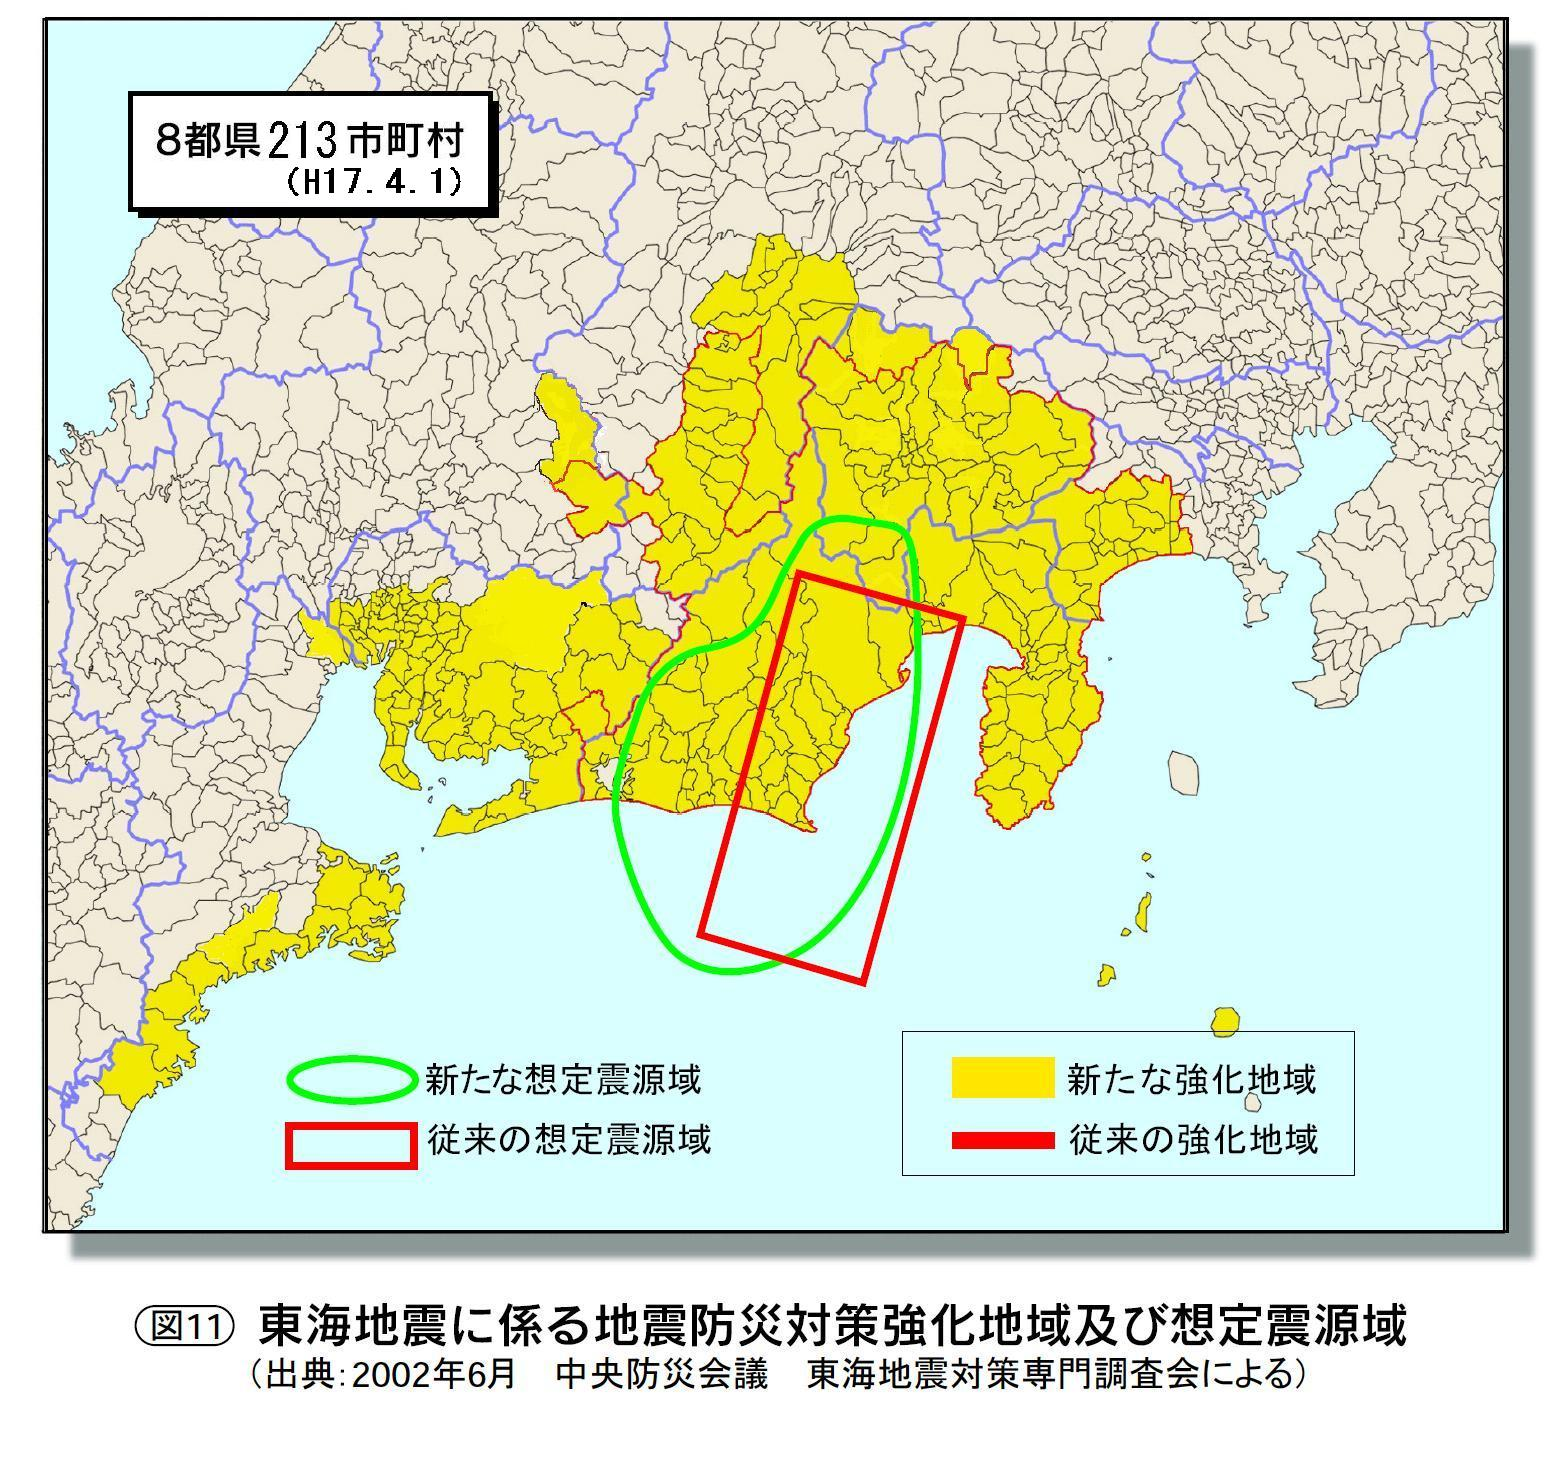 8都県213市町村
（H17.4.1）
新たな想定震源域
従来の想定震源域
新たな強化地域
従来の強化地域
図11 東海地震に係る地震防災対策強化地域及び想定震源域
（出典：2002年6月　中央防災会議　東海地震対策専門調査会による）